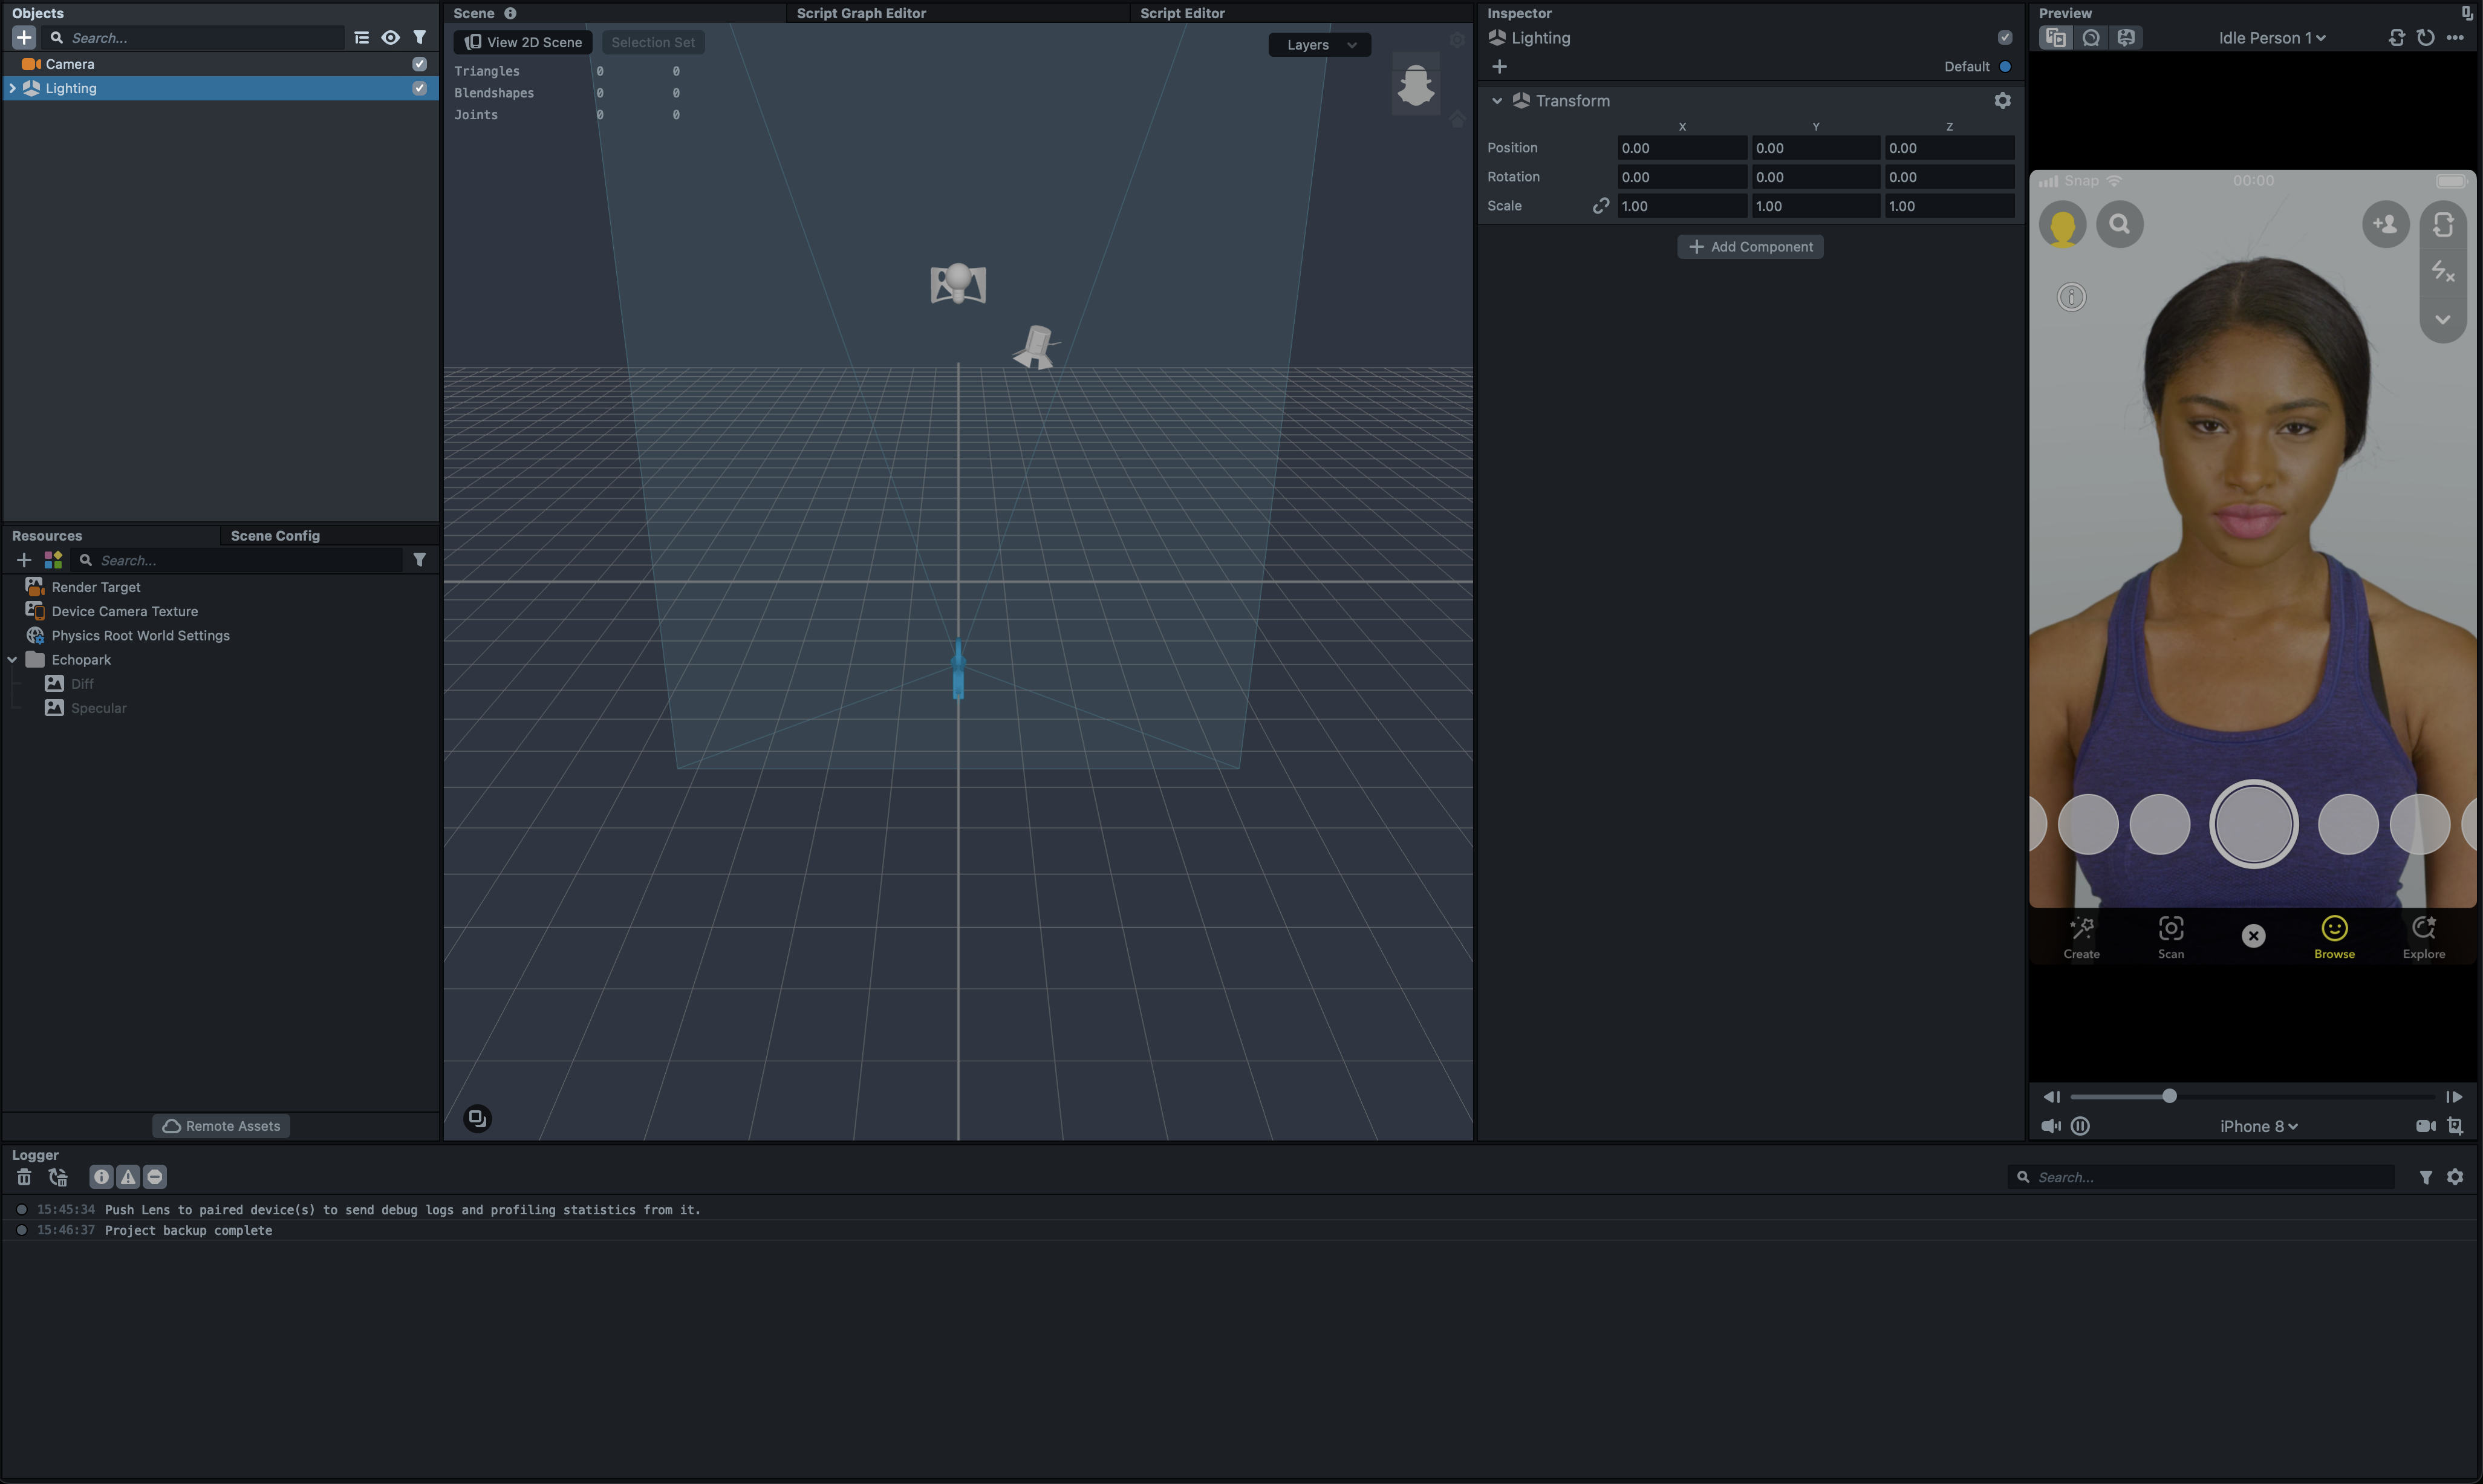 Objects
Search...
Camera
Lighting
Resources
Scene Config
Search...
Render Target
Device Camera Texture
Physics Root World Settings
Echopark
Diff
Specular
Remote Assets
Scene
Script Graph Editor
Script Editor
View 2D Scene
Selection Set
Layers
Triangles 0 0
Blendshapes 0 0
Joints 0 0
Inspector
Lighting
Default
Transform
X Y Z
Position 0.00 0.00 0.00
Rotation 0.00 0.00 0.00
Scale 1.00 1.00 1.00
Add Component
Preview
Idle Person 1
Snap 00:00
Create Scan Browse Explore
iPhone 8
Logger
Search...
15:45:34 Push Lens to paired device(s) to send debug logs and profiling statistics from it.
15:46:37 Project backup complete